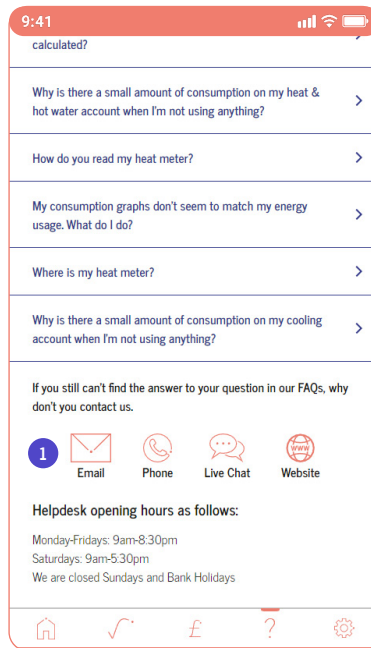 9:41
calculated?
Why is there a small amount of consumption on my heat &
hot water account when I'm not using anything?
How do you read my heat meter?
My consumption graphs don't seem to match my energy
usage. What do I do?
Where is my heat meter?
Why is there a small amount of consumption on my cooling
account when I'm not using anything?
If you still can't find the answer to your question in our FAQs, why
don't you contact us.
1
www
Email Phone Live Chat Website
Helpdesk opening hours as follows:
Monday-Fridays: 9am-8:30pm
Saturdays: 9am-5:30pm
We are closed Sundays and Bank Holidays
£ ?